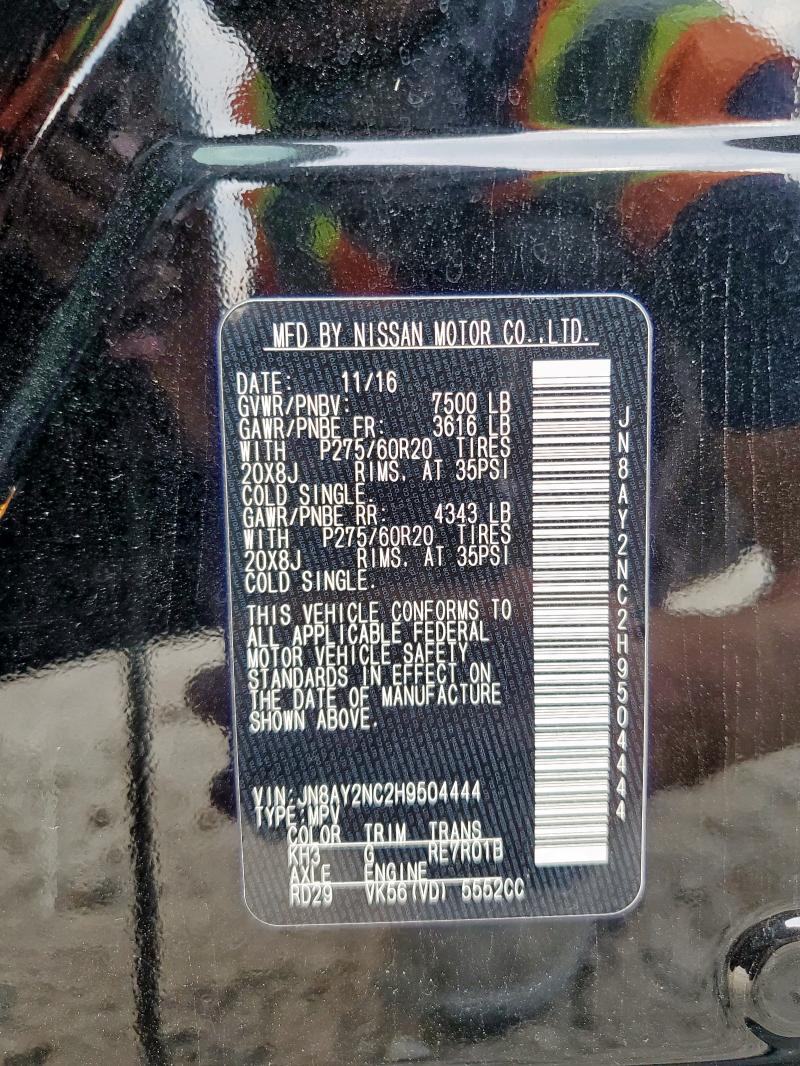 MFD BY NISSAN MOTOR CO.,LTD.
DATE: 11/16
GVWR/PNBV: 7500 LB
GAWR/PNBE FR: 3616 LB
WITH P275/60R20 TIRES
20X8J RIMS, AT 35PSI
COLD SINGLE.
GAWR/PNBE RR: 4343 LB
WITH P275/60R20 TIRES
20X8J RIMS, AT 35PSI
COLD SINGLE.
THIS VEHICLE CONFORMS TO
ALL APPLICABLE FEDERAL
MOTOR VEHICLE SAFETY
STANDARDS IN EFFECT ON
THE DATE OF MANUFACTURE
SHOWN ABOVE.
VIN:JN8AY2NC2H9504444
TYPE:MPV
COLOR TRIM TRANS
KH3 G RE7R01B
AXLE ENGINE
RD29 VK56(VD) 5552CC
JN8AY2NC2H9504444